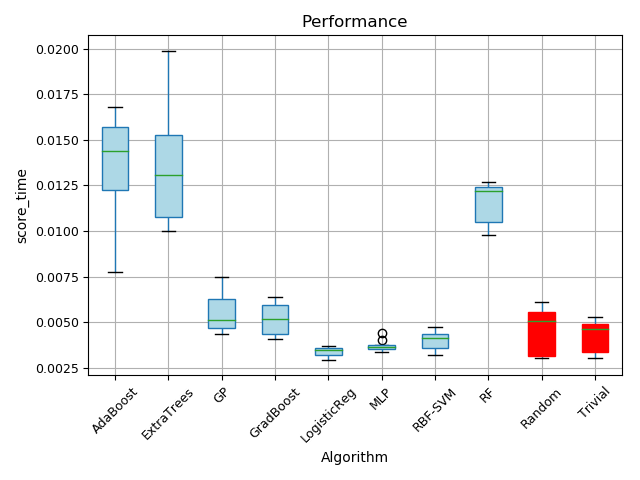 Performance
0.0200
0.0175
0.0150
0.0125
0.0100
0.0075
0.0050
0.0025
score_time
AdaBoost
ExtraTrees
GP
GradBoost
LogisticReg
MLP
RBF-SVM
RF
Random
Trivial
Algorithm